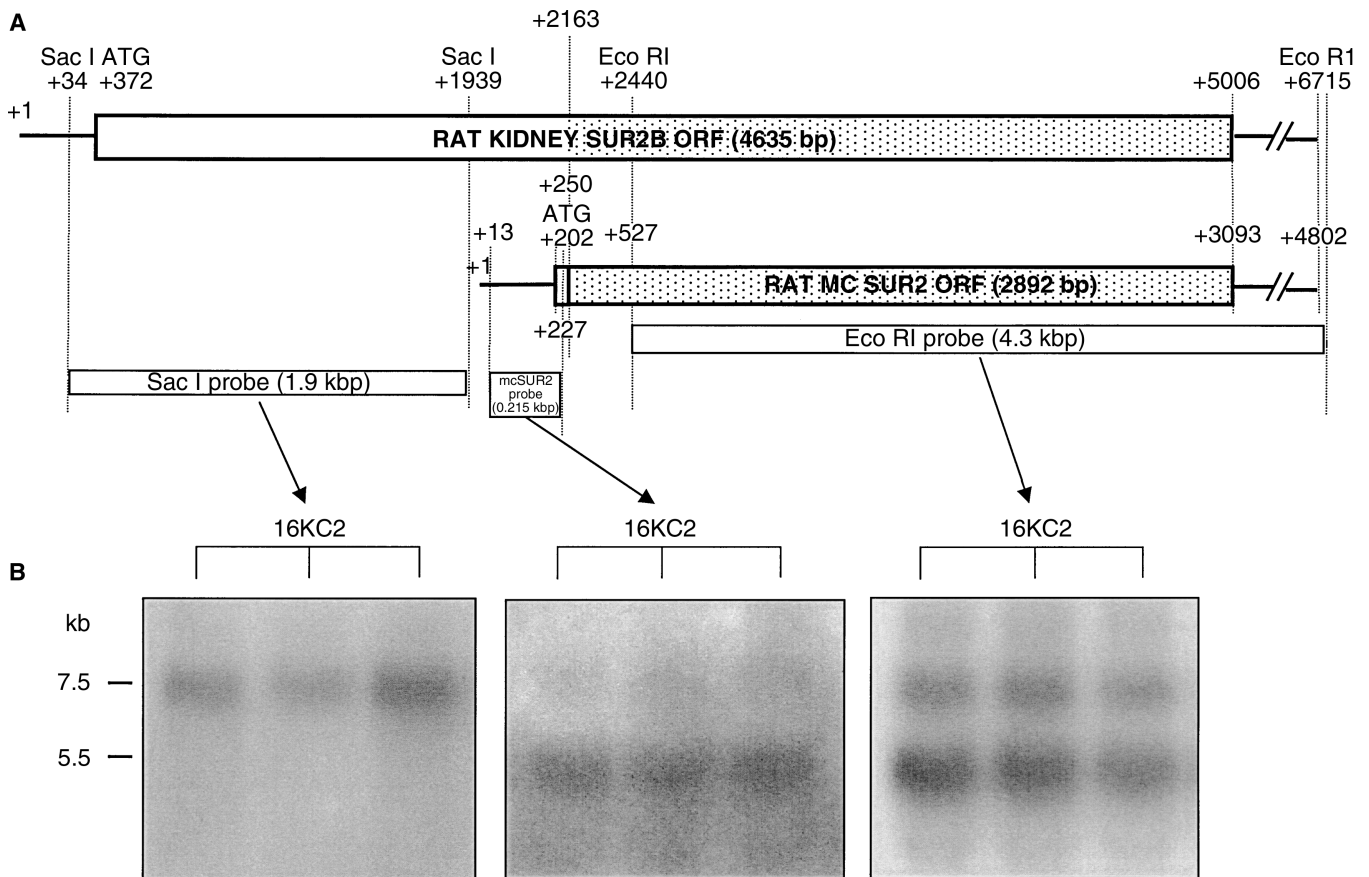 A
+2163
Sac I ATG
+34 +372
Sac I
+1939
Eco RI
+2440
+5006
Eco R1
+6715
+1
RAT KIDNEY SUR2B ORF (4635 bp)
+250
ATG
+202
+13
+527
+3093
+4802
+1
RAT MC SUR2 ORF (2892 bp)
+227
Eco RI probe (4.3 kbp)
Sac I probe (1.9 kbp)
mcSUR2
probe
(0.215 kbp)
16KC2
16KC2
16KC2
B
kb
7.5
5.5